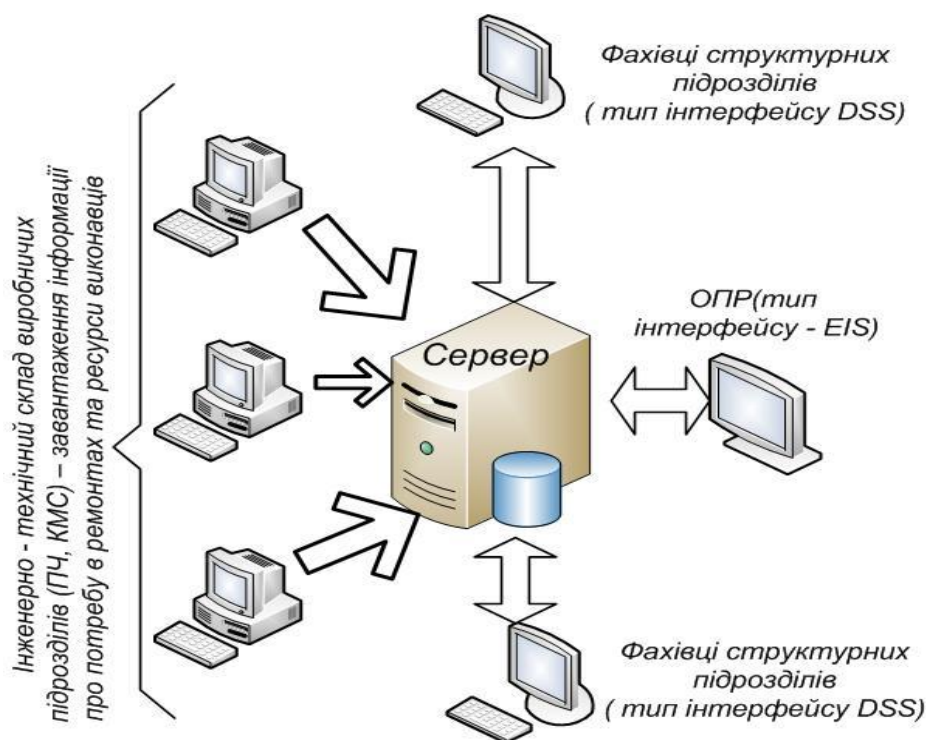 Інженерно - технічний склад виробничих
підрозділів (ПЧ, КМС) – завантаження інформації
про потребу в ремонтах та ресурси виконавців
Фахівці структурних
підрозділів
( тип інтерфейсу DSS)
Сервер
ОПР(тип
інтерфейсу - EIS)
Фахівці структурних
підрозділів
( тип інтерфейсу DSS)